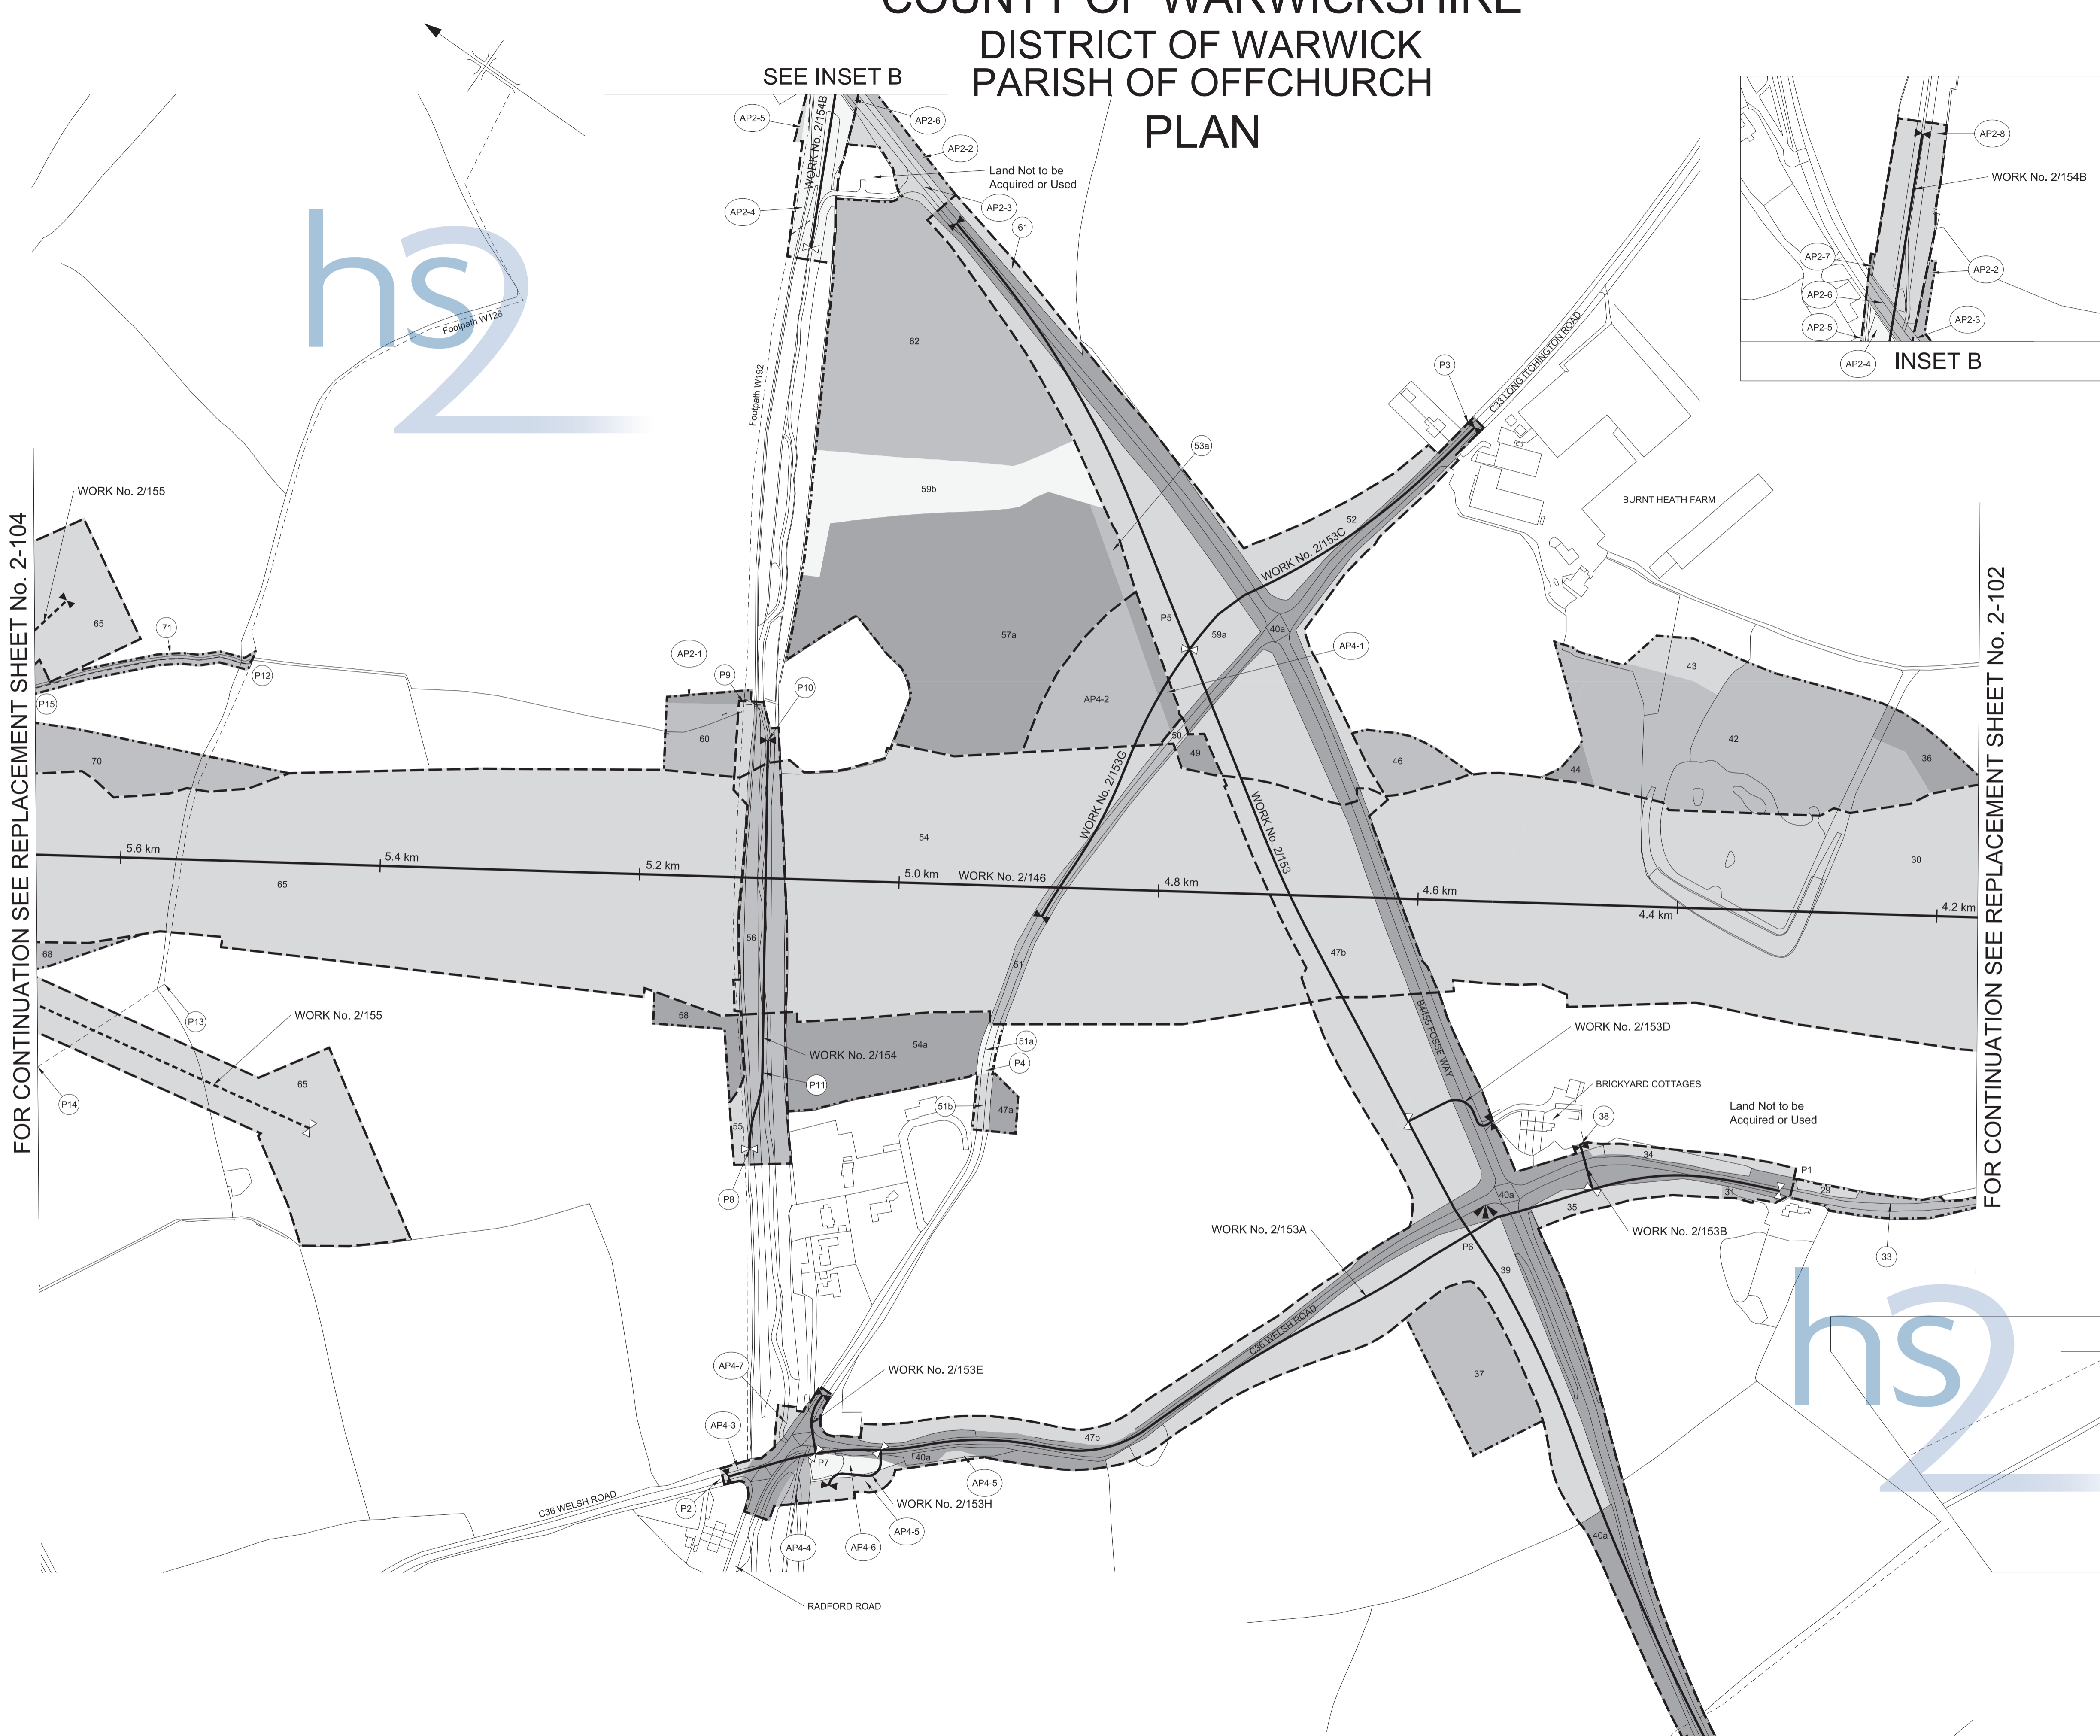 COUNTY OF WARWICKSHIRE
DISTRICT OF WARWICK
PARISH OF OFFCHURCH
PLAN
SEE INSET B
AP2-5
WORK No. 2/154B
AP2-6
AP2-2
Land Not to be
Acquired or Used
AP2-4
AP2-3
61
AP2-8
WORK No. 2/154B
AP2-7
AP2-2
AP2-6
AP2-3
AP2-5
AP2-4
INSET B
hs2
Footpath W128
Footpath W192
62
C33 LONG ITCHINGTON ROAD
P3
53a
59b
52
WORK No. 2/153C
BURNT HEATH FARM
FOR CONTINUATION SEE REPLACEMENT SHEET No. 2-104
FOR CONTINUATION SEE REPLACEMENT SHEET No. 2-102
WORK No. 2/155
65
71
P12
P15
AP2-1
P9
P10
57a
P5
59a
40a
AP4-1
AP4-2
43
42
36
44
46
50
49
60
70
WORK No. 2/153G
WORK No. 2/153
54
30
5.6 km
5.4 km
5.2 km
5.0 km
WORK No. 2/146
4.8 km
4.6 km
4.4 km
4.2 km
65
56
51
47b
68
P13
WORK No. 2/155
58
54a
51a
P4
WORK No. 2/154
B4455 FOSSE WAY
WORK No. 2/153D
P14
65
P11
51b
47a
55
BRICKYARD COTTAGES
38
Land Not to be
Acquired or Used
34
P1
29
31
35
33
P8
40a
WORK No. 2/153A
WORK No. 2/153B
P6
39
C36 WELSH ROAD
37
hs2
AP4-7
WORK No. 2/153E
AP4-3
47b
P7
40a
AP4-5
P2
WORK No. 2/153H
AP4-5
AP4-4
AP4-6
C36 WELSH ROAD
40a
RADFORD ROAD